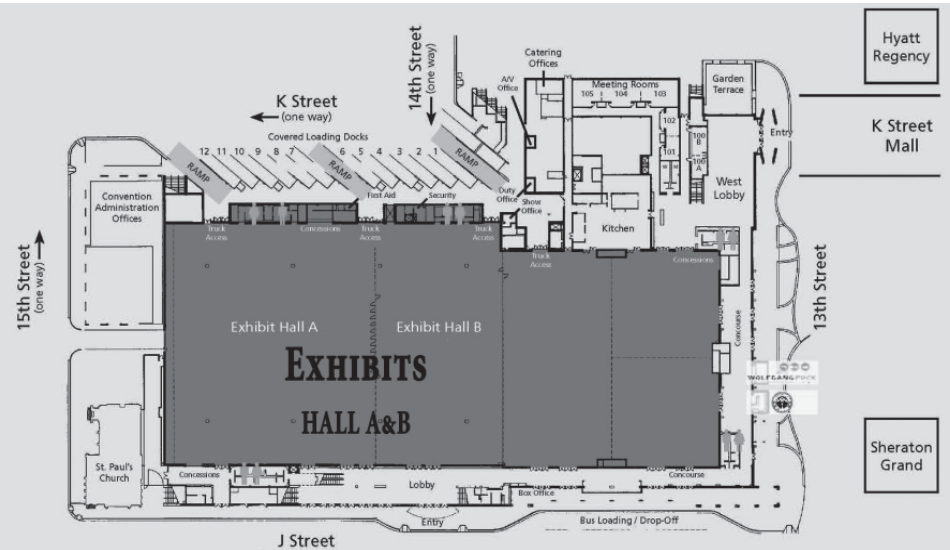 Hyatt
Regency
K Street
Mall
Sheraton
Grand
13th Street
14th Street
(one way)
K Street
(one way)
15th Street
(one way)
J Street
Catering
Offices
A/V
Office
Meeting Rooms
105
104
103
102
101
100
B
100
A
Garden
Terrace
Entry
West
Lobby
Covered Loading Docks
12 11 10 9 8 7 6 5 4 3 2 1
RAMP
RAMP
RAMP
First Aid
Security
Duty
Office
Show
Office
Kitchen
Convention
Administration
Offices
Truck
Access
Concessions
Truck
Access
Truck
Access
Truck
Access
Concessions
Concourse
Exhibit Hall A
Exhibit Hall B
EXHIBITS
HALL A&B
WOLFGANG PUCK
St. Paul's
Church
Concessions
Lobby
Box Office
Concourse
Entry
Bus Loading / Drop-Off